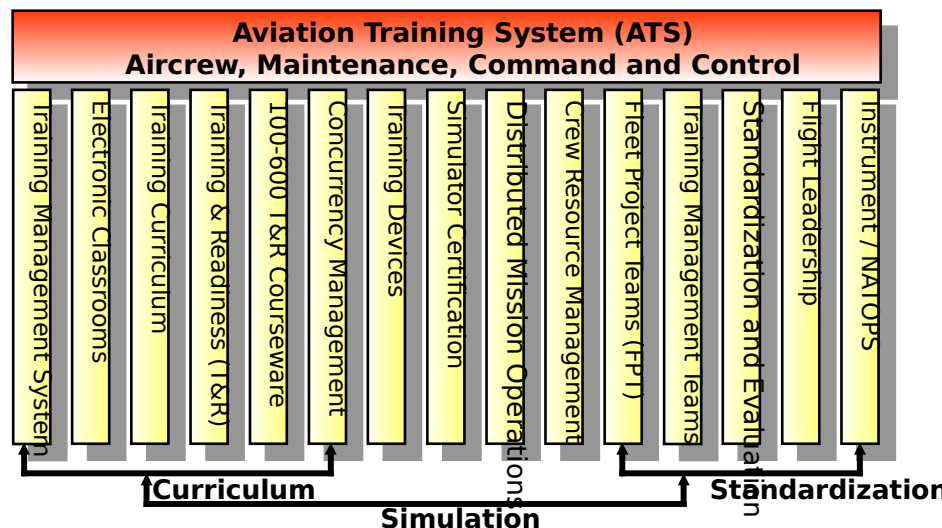 Aviation Training System (ATS)
Aircrew, Maintenance, Command and Control
Training Management System
Electronic Classrooms
Training Curriculum
Training & Readiness (T&R)
100-600 T&R Courseware
Concurrency Management
Training Devices
Simulator Certification
Distributed Mission Operations
Crew Resource Management
Fleet Project Teams (FPT)
Training Management Teams
Standardization and Evaluation
Flight Leadership
Instrument / NATOPS
Curriculum
Standardization
Simulation